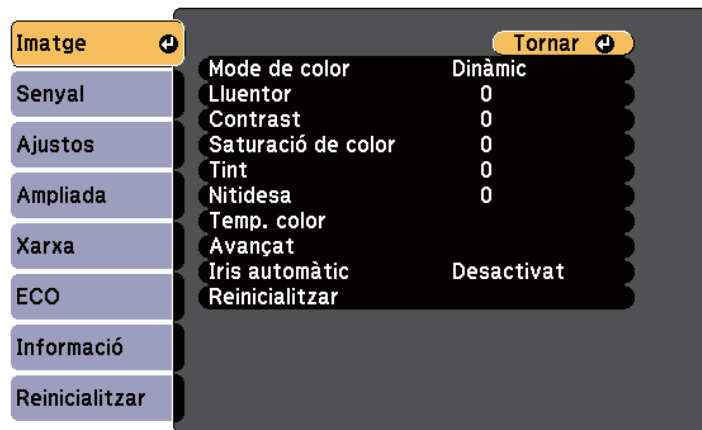 Imatge
Senyal
Ajustos
Ampliada
Xarxa
ECO
Informació
Reinicialitzar
Tornar
Mode de color Dinàmic
Lluentor 0
Contrast 0
Saturació de color 0
Tint 0
Nitidesa 0
Temp. color
Avançat
Iris automàtic Desactivat
Reinicialitzar